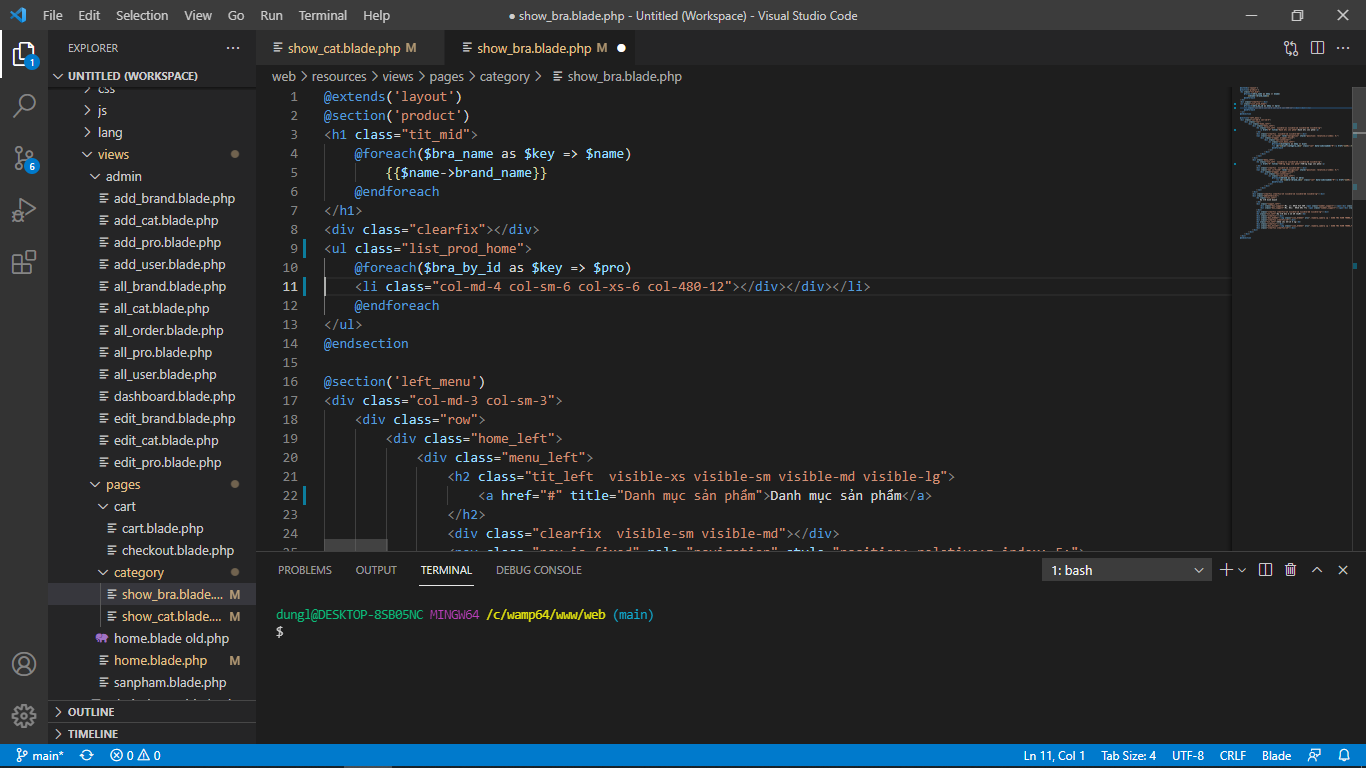 File Edit Selection View Go Run Terminal Help
● show_bra.blade.php - Untitled (Workspace) - Visual Studio Code
EXPLORER
UNTITLED (WORKSPACE)
css
js
lang
views
admin
add_brand.blade.php
add_cat.blade.php
add_pro.blade.php
add_user.blade.php
all_brand.blade.php
all_cat.blade.php
all_order.blade.php
all_pro.blade.php
all_user.blade.php
dashboard.blade.php
edit_brand.blade.php
edit_cat.blade.php
edit_pro.blade.php
pages
cart
cart.blade.php
checkout.blade.php
category
show_bra.blade.... M
show_cat.blade.... M
home.blade old.php
home.blade.php M
sanpham.blade.php
OUTLINE
TIMELINE
1
6
show_cat.blade.php M
show_bra.blade.php M
web > resources > views > pages > category > show_bra.blade.php
1 @extends('layout')
2 @section('product')
3 <h1 class="tit_mid">
4 @foreach($bra_name as $key => $name)
5 {{$name->brand_name}}
6 @endforeach
7 </h1>
8 <div class="clearfix"></div>
9 <ul class="list_prod_home">
10 @foreach($bra_by_id as $key => $pro)
11 <li class="col-md-4 col-sm-6 col-xs-6 col-480-12"></div></div></li>
12 @endforeach
13 </ul>
14 @endsection
15
16 @section('left_menu')
17 <div class="col-md-3 col-sm-3">
18 <div class="row">
19 <div class="home_left">
20 <div class="menu_left">
21 <h2 class="tit_left  visible-xs visible-sm visible-md visible-lg">
22 <a href="#" title="Danh mục sản phẩm">Danh mục sản phẩm</a>
23 </h2>
24 <div class="clearfix  visible-sm visible-md"></div>
PROBLEMS OUTPUT TERMINAL DEBUG CONSOLE
1: bash
dungl@DESKTOP-8SB05NC MINGW64 /c/wamp64/www/web (main)
$
main* 0 0
Ln 11, Col 1 Tab Size: 4 UTF-8 CRLF Blade